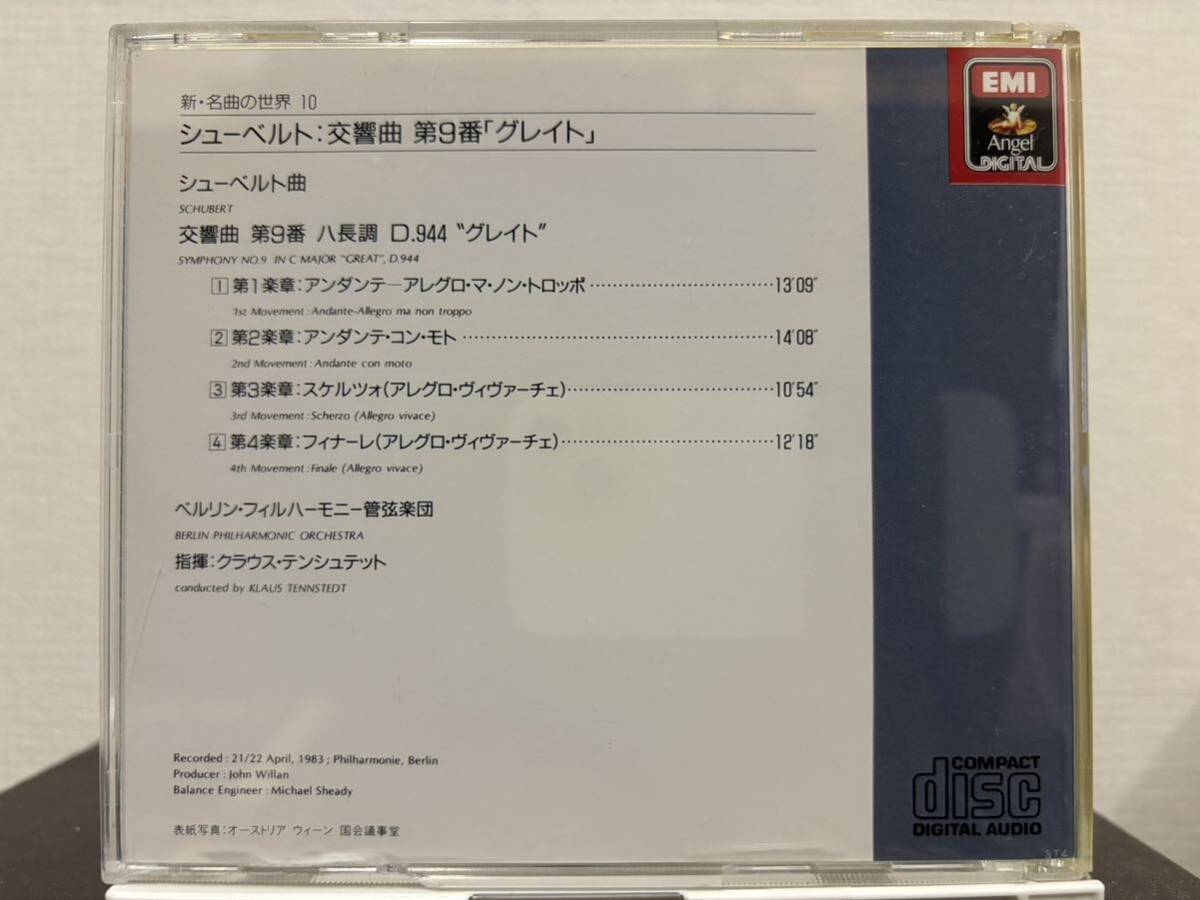 新・名曲の世界 10
シューベルト:交響曲 第9番「グレイト」
シューベルト曲
SCHUBERT
交響曲 第9番 ハ長調 D.944 “グレイト”
SYMPHONY NO.9 IN C MAJOR “GREAT”, D.944
1 第1楽章:アンダンテ―アレグロ・マ・ノン・トロッポ……………………13′09″
1st Movement : Andante-Allegro ma non troppo
2 第2楽章:アンダンテ・コン・モト……………………………………14′08″
2nd Movement : Andante con moto
3 第3楽章:スケルツォ(アレグロ・ヴィヴァーチェ)………………………10′54″
3rd Movement : Scherzo (Allegro vivace)
4 第4楽章:フィナーレ(アレグロ・ヴィヴァーチェ)………………………12′18″
4th Movement : Finale (Allegro vivace)
ベルリン・フィルハーモニー管弦楽団
BERLIN PHILHARMONIC ORCHESTRA
指揮:クラウス・テンシュテット
conducted by KLAUS TENNSTEDT
Recorded : 21/22 April, 1983 ; Philharmonie, Berlin
Producer : John Willan
Balance Engineer : Michael Sheady
表紙写真:オーストリア ウィーン 国会議事堂
EMI
Angel
DIGITAL
COMPACT
disc
DIGITAL AUDIO